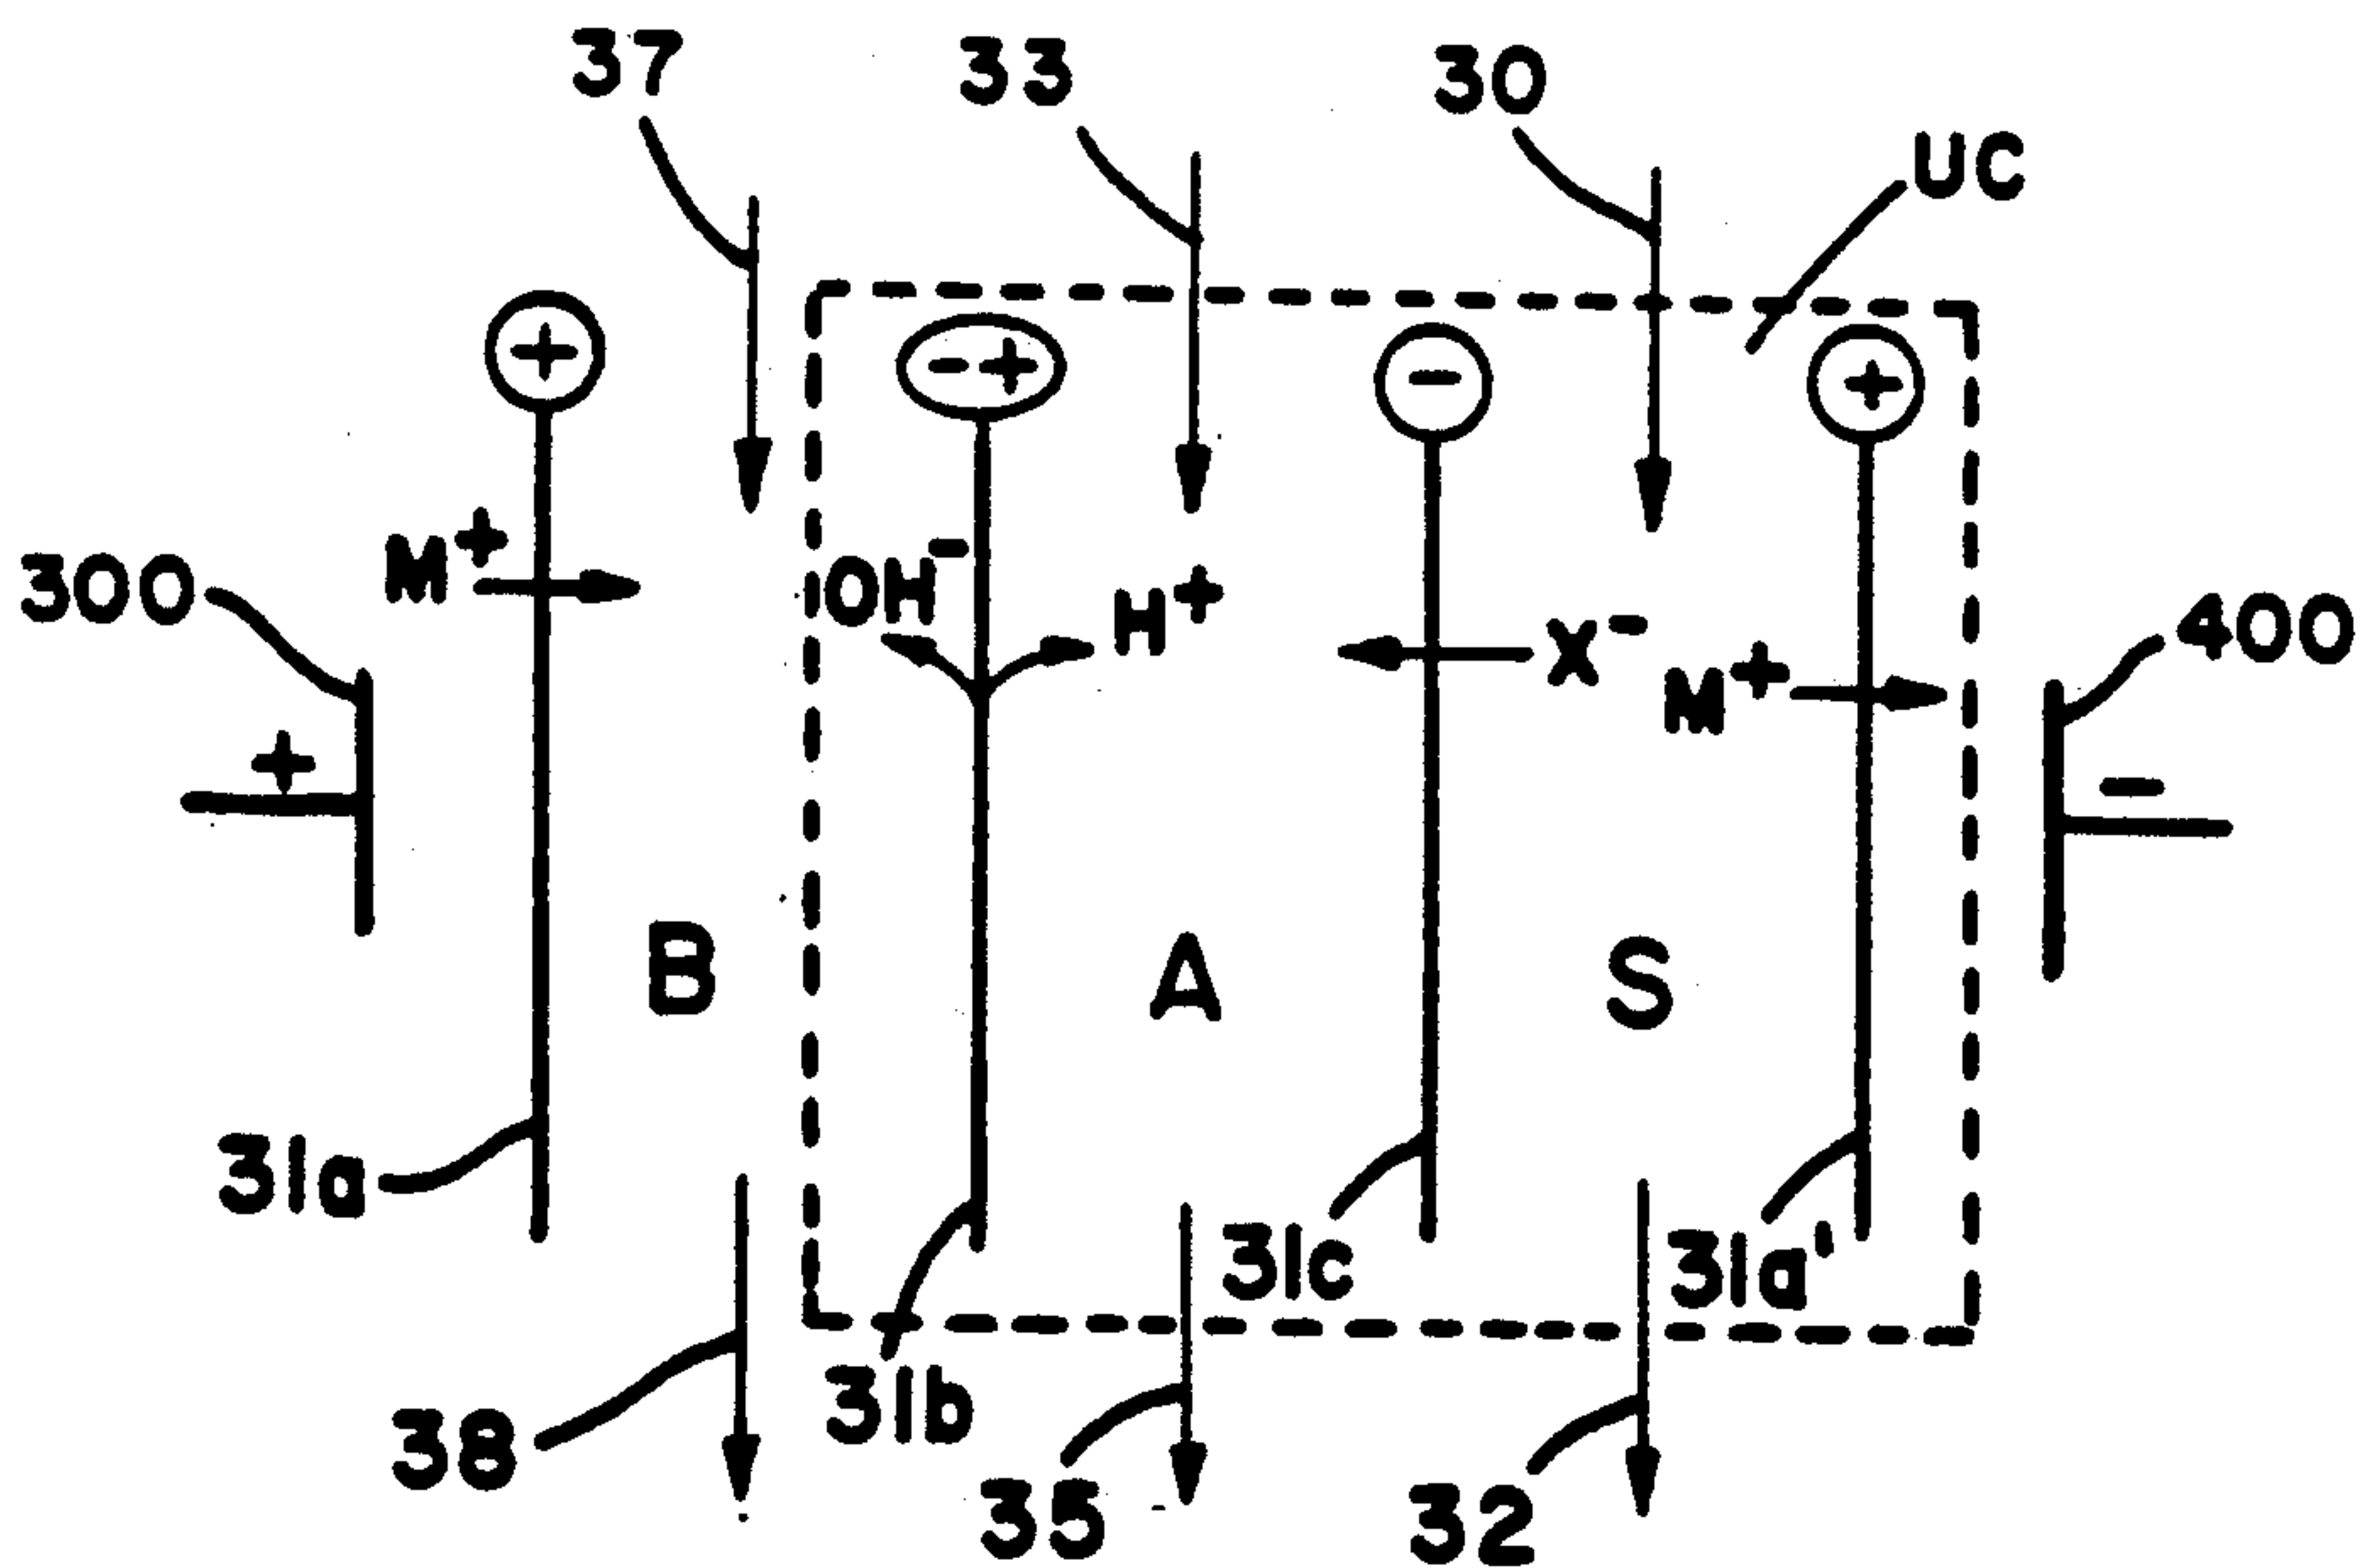 37 33 30
UC
+ - + - +
M+
300
OH-
H+
X-
M+
400
+
-
B A S
31a
31c
31a'
31b
38
35
32